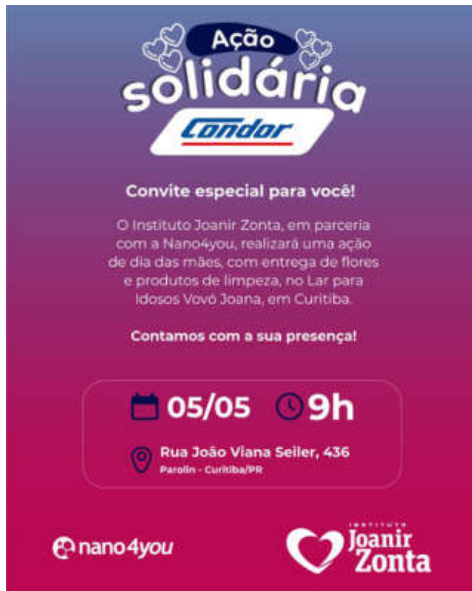 Ação
solidária
Condor
Convite especial para você!
O Instituto Joanir Zonta, em parceria
com a Nano4you, realizará uma ação
de dia das mães, com entrega de flores
e produtos de limpeza, no Lar para
Idosos Vovó Joana, em Curitiba.
Contamos com a sua presença!
05/05 9h
Rua João Viana Seiler, 436
Parolin - Curitiba/PR
nano4you
INSTITUTO
Joanir
Zonta